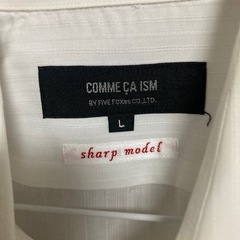 COMME ÇA ISM
BY FIVE FOXes CO.,LTD.
L
sharp model